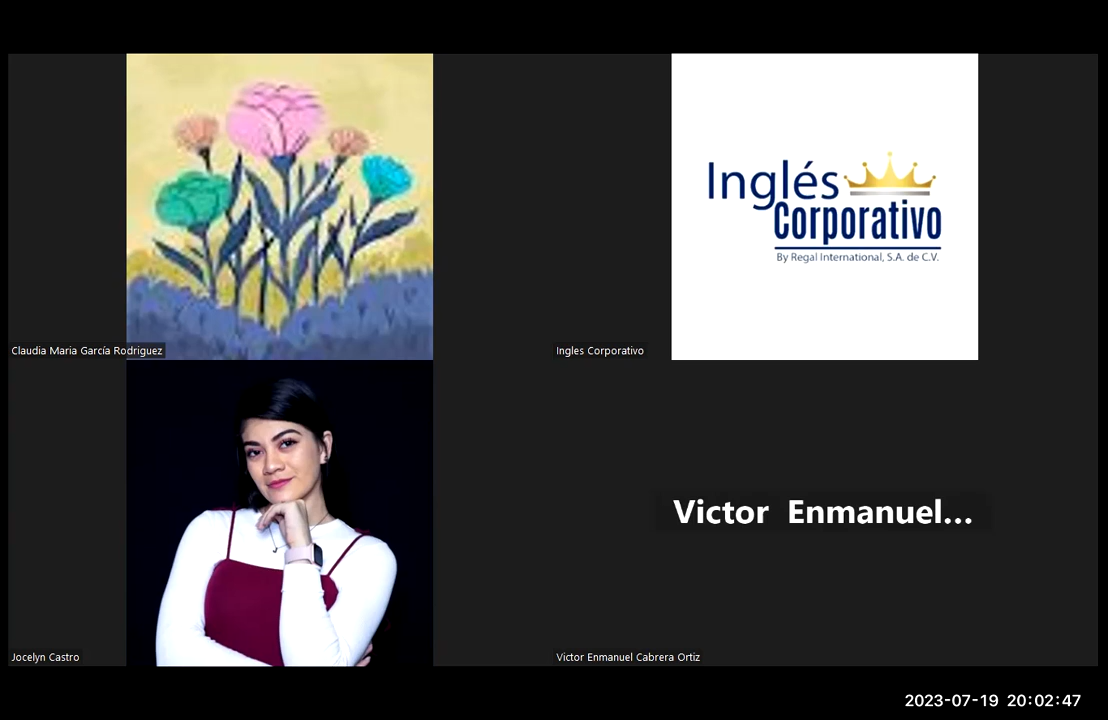 Inglés
Corporativo
By Regal International, S.A. de C.V.
Claudia Maria García Rodriguez
Ingles Corporativo
Victor Enmanuel...
Jocelyn Castro
Victor Enmanuel Cabrera Ortiz
2023-07-19 20:02:47